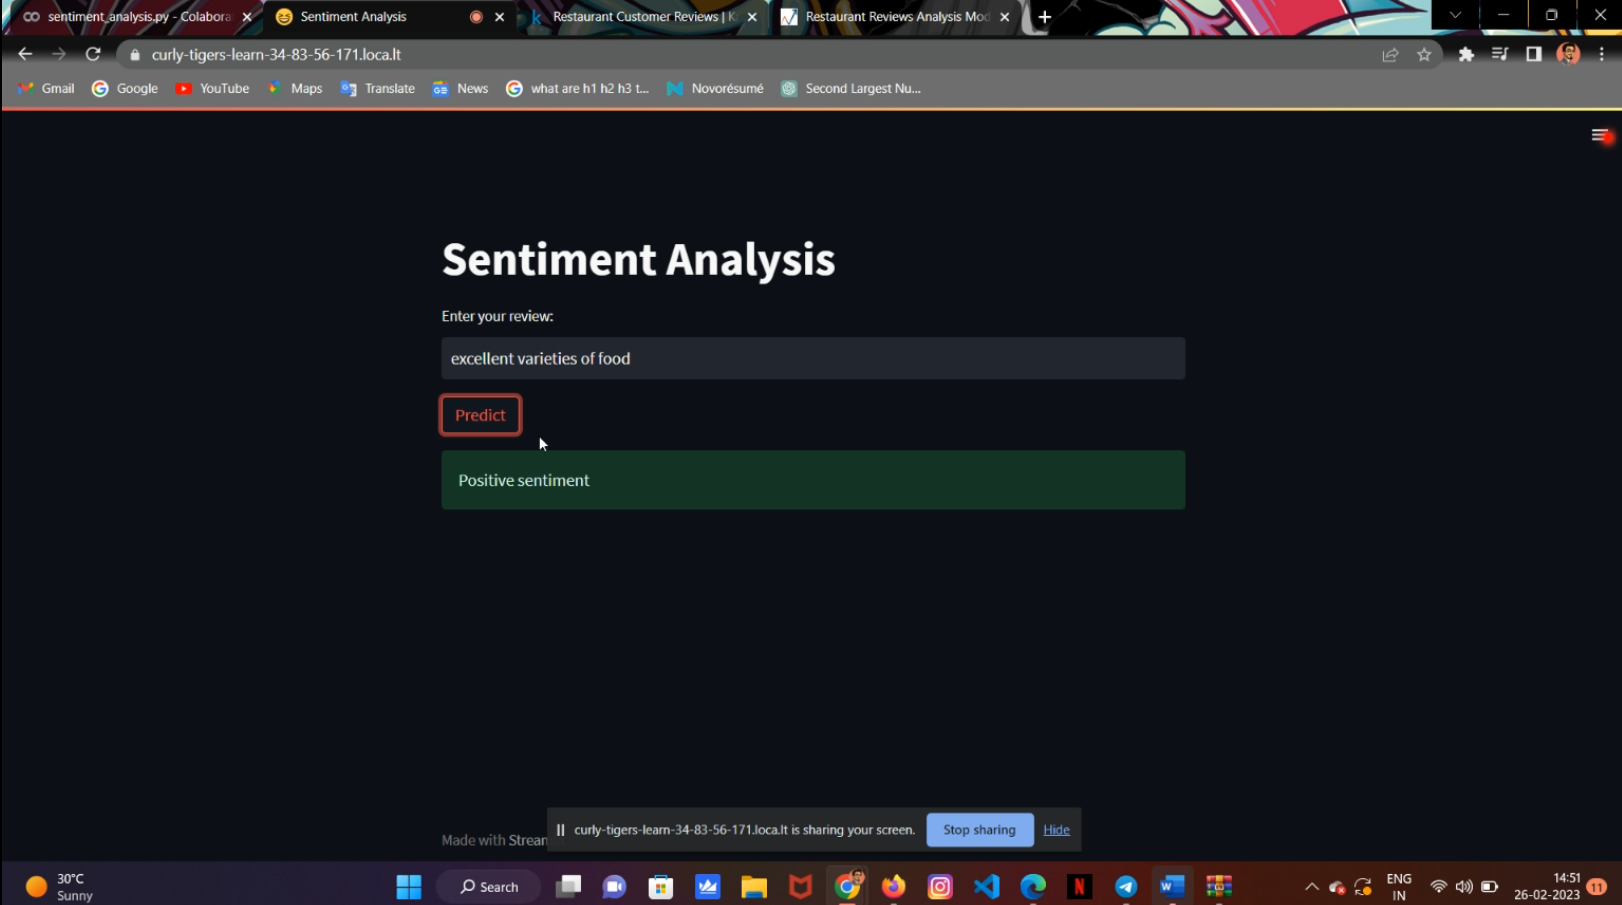 sentiment_analysis.py - Colabora
Sentiment Analysis
Restaurant Customer Reviews | K
Restaurant Reviews Analysis Mod
curly-tigers-learn-34-83-56-171.loca.lt
Gmail
Google
YouTube
Maps
Translate
News
what are h1 h2 h3 t...
Novorésumé
Second Largest Nu...
Sentiment Analysis
Enter your review:
excellent varieties of food
Predict
Positive sentiment
Made with Stream
curly-tigers-learn-34-83-56-171.loca.lt is sharing your screen.
Stop sharing
Hide
30°C
Sunny
Search
ENG
IN
14:51
26-02-2023
11